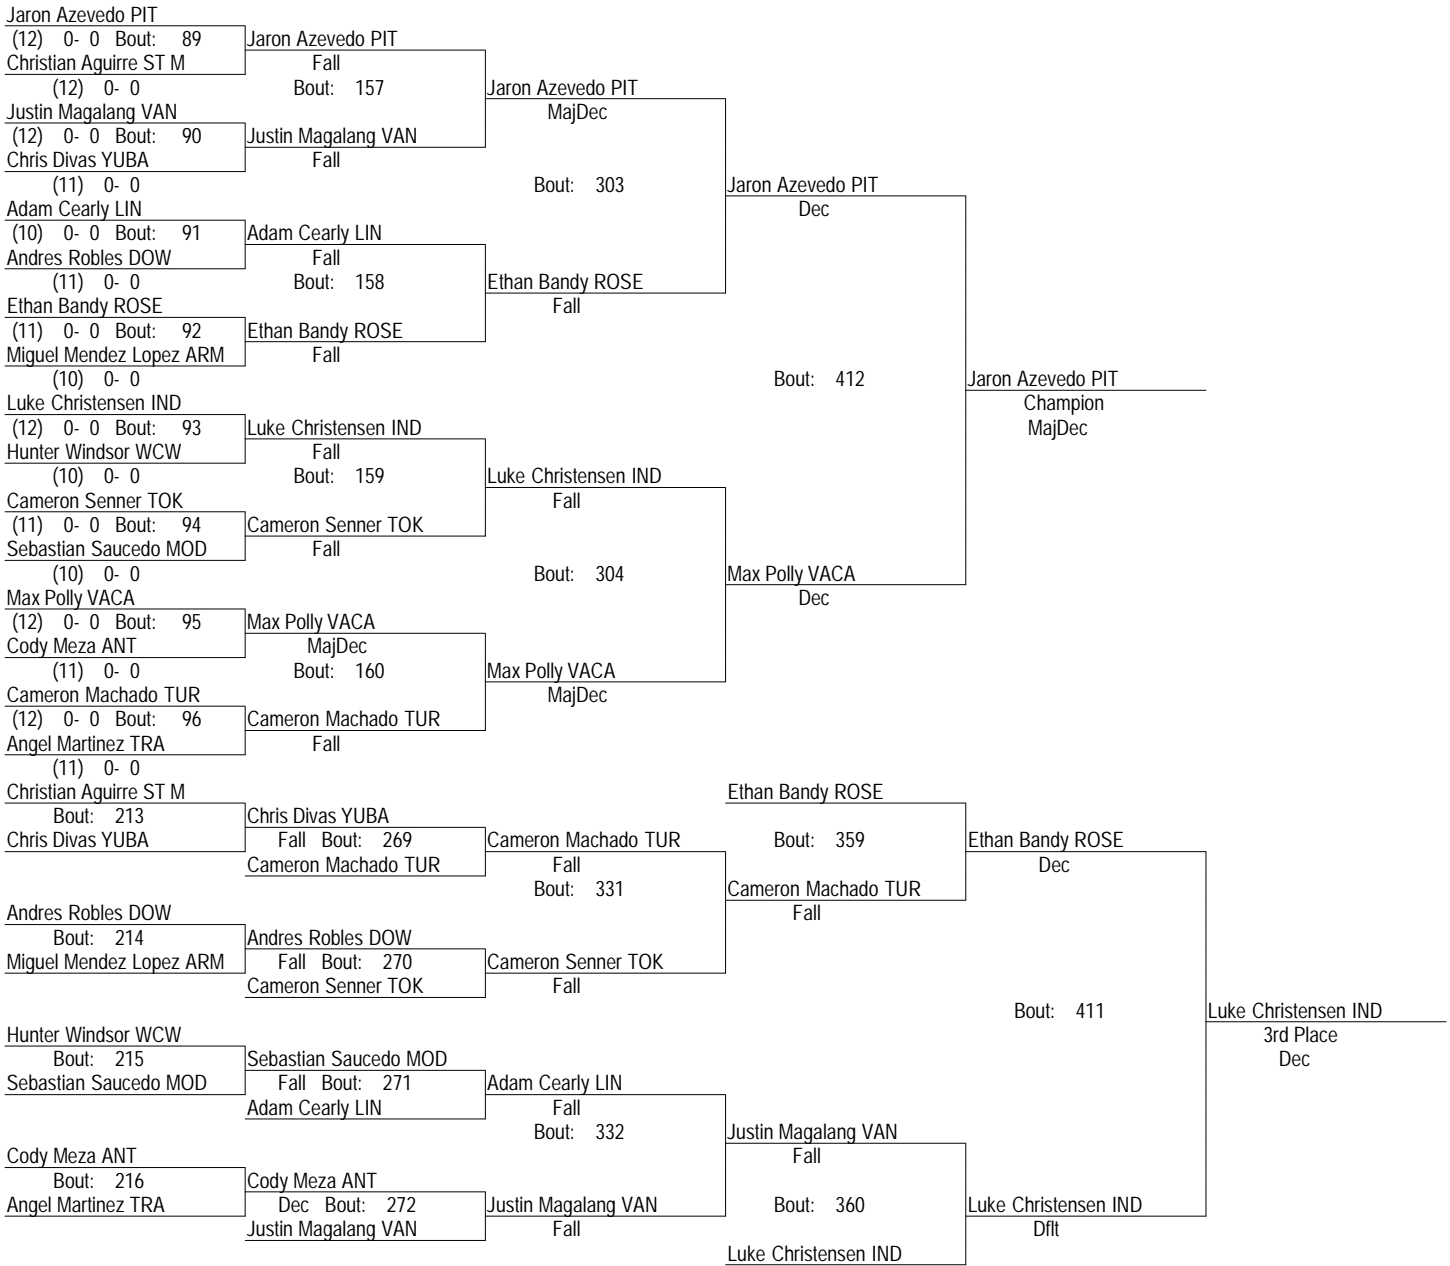 Jaron Azevedo PIT
(12) 0- 0 Bout: 89 Jaron Azevedo PIT
Christian Aguirre ST M Fall
(12) 0- 0 Bout: 157 Jaron Azevedo PIT
Justin Magalang VAN MajDec
(12) 0- 0 Bout: 90 Justin Magalang VAN
Chris Divas YUBA Fall
(11) 0- 0 Bout: 303 Jaron Azevedo PIT
Adam Cearly LIN Dec
(10) 0- 0 Bout: 91 Adam Cearly LIN
Andres Robles DOW Fall
(11) 0- 0 Bout: 158 Ethan Bandy ROSE
Ethan Bandy ROSE Fall
(11) 0- 0 Bout: 92 Ethan Bandy ROSE
Miguel Mendez Lopez ARM Fall
(10) 0- 0 Bout: 412 Jaron Azevedo PIT
Luke Christensen IND Champion
(12) 0- 0 Bout: 93 Luke Christensen IND MajDec
Hunter Windsor WCW Fall
(10) 0- 0 Bout: 159 Luke Christensen IND
Cameron Senner TOK Fall
(11) 0- 0 Bout: 94 Cameron Senner TOK
Sebastian Saucedo MOD Fall
(10) 0- 0 Bout: 304 Max Polly VACA
Max Polly VACA Dec
(12) 0- 0 Bout: 95 Max Polly VACA
Cody Meza ANT MajDec
(11) 0- 0 Bout: 160 Max Polly VACA
Cameron Machado TUR MajDec
(12) 0- 0 Bout: 96 Cameron Machado TUR
Angel Martinez TRA Fall
(11) 0- 0
Christian Aguirre ST M Ethan Bandy ROSE
Bout: 213 Chris Divas YUBA
Chris Divas YUBA Fall Bout: 269 Cameron Machado TUR Bout: 359 Ethan Bandy ROSE
Cameron Machado TUR Fall Dec
Bout: 331 Cameron Machado TUR
Andres Robles DOW Fall
Bout: 214 Andres Robles DOW
Miguel Mendez Lopez ARM Fall Bout: 270 Cameron Senner TOK
Cameron Senner TOK Fall
Bout: 411 Luke Christensen IND
Hunter Windsor WCW 3rd Place
Bout: 215 Sebastian Saucedo MOD Dec
Sebastian Saucedo MOD Fall Bout: 271 Adam Cearly LIN
Adam Cearly LIN Fall
Bout: 332 Justin Magalang VAN
Cody Meza ANT Fall
Bout: 216 Cody Meza ANT
Angel Martinez TRA Dec Bout: 272 Justin Magalang VAN Bout: 360 Luke Christensen IND
Justin Magalang VAN Fall Dflt
Luke Christensen IND